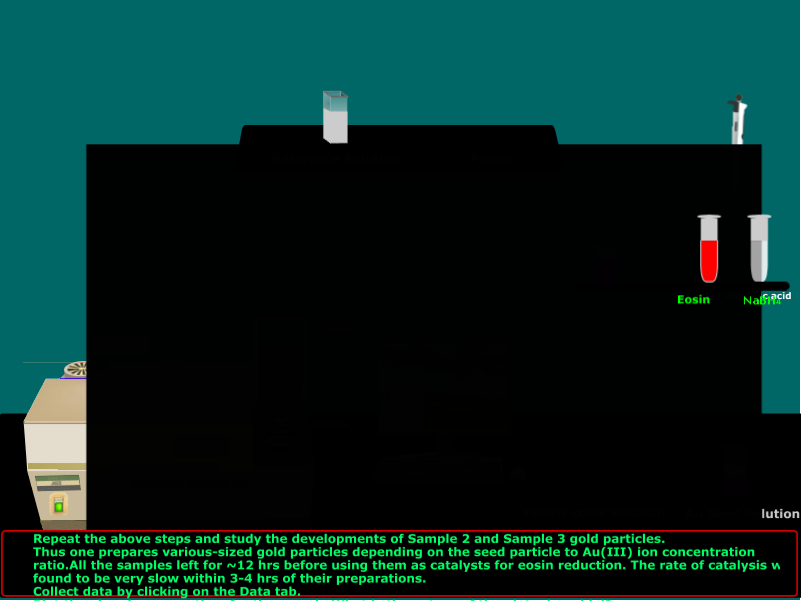 Eosin
c acid
lution
Repeat the above steps and study the developments of Sample 2 and Sample 3 gold particles.
Thus one prepares various-sized gold particles depending on the seed particle to Au(III) ion concentration
ratio.All the samples left for ~12 hrs before using them as catalysts for eosin reduction. The rate of catalysis w
found to be very slow within 3-4 hrs of their preparations.
Collect data by clicking on the Data tab.